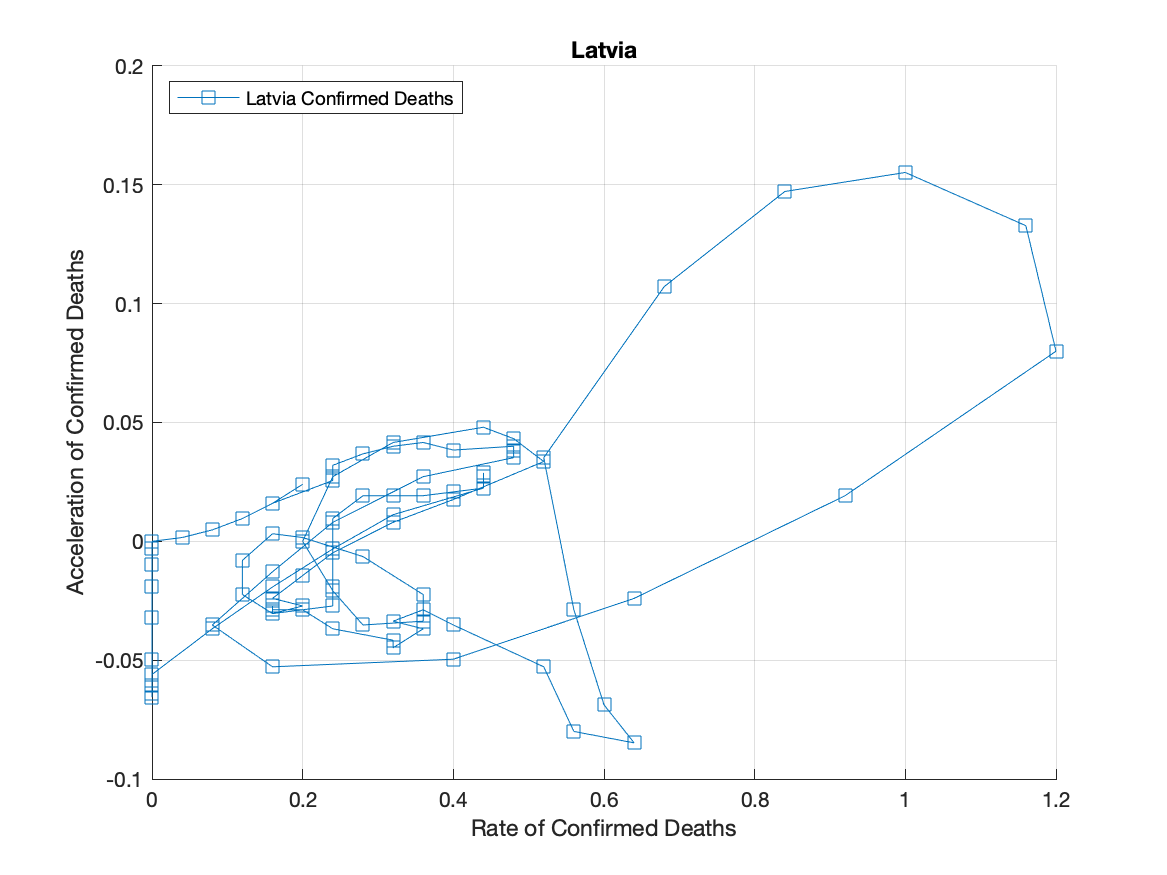 Latvia
0.2
Latvia Confirmed Deaths
0.15
0.1
0.05
0
-0.05
-0.1
Acceleration of Confirmed Deaths
0 0.2 0.4 0.6 0.8 1 1.2
Rate of Confirmed Deaths